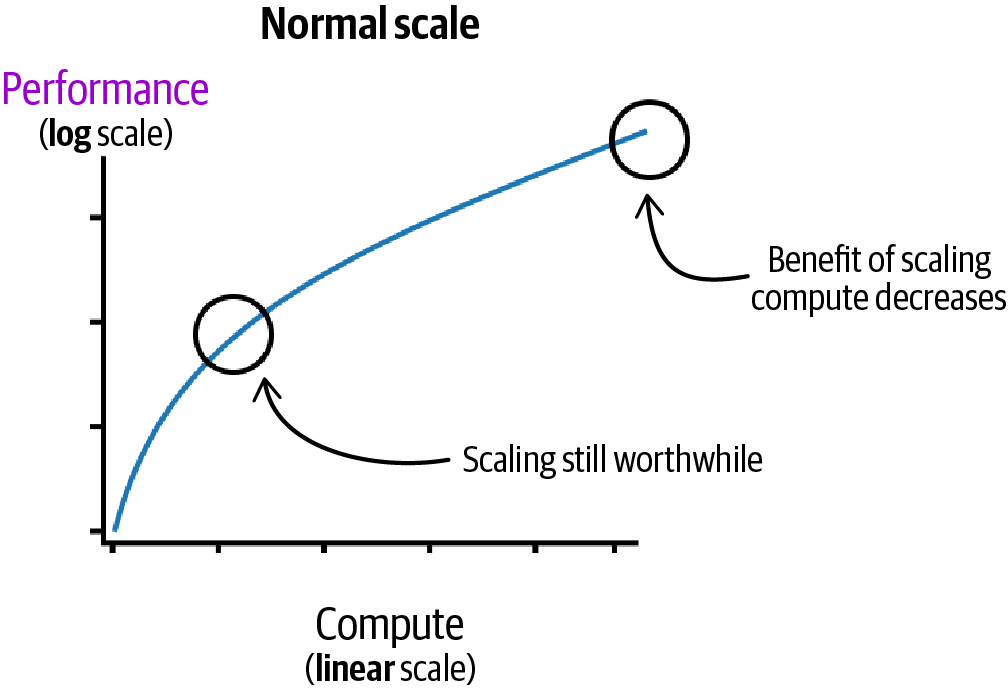 Normal scale
Performance
(log scale)
Benefit of scaling
compute decreases
Scaling still worthwhile
Compute
(linear scale)